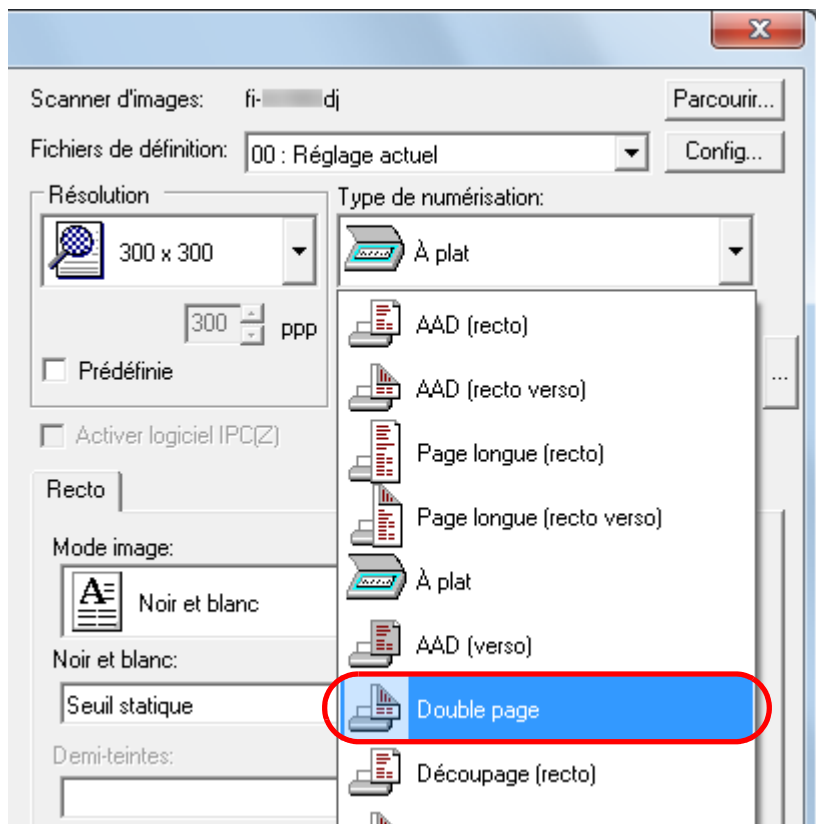 Scanner d'images: fi- dj Parcourir...
Fichiers de définition: 00 : Réglage actuel Config...
Résolution Type de numérisation:
300 x 300 À plat
300 ppp
Prédéfinie
...
Activer logiciel IPC(Z)
AAD (recto)
AAD (recto verso)
Page longue (recto)
Page longue (recto verso)
À plat
AAD (verso)
Double page
Découpage (recto)
Recto
Mode image:
Noir et blanc
Noir et blanc:
Seuil statique
Demi-teintes: